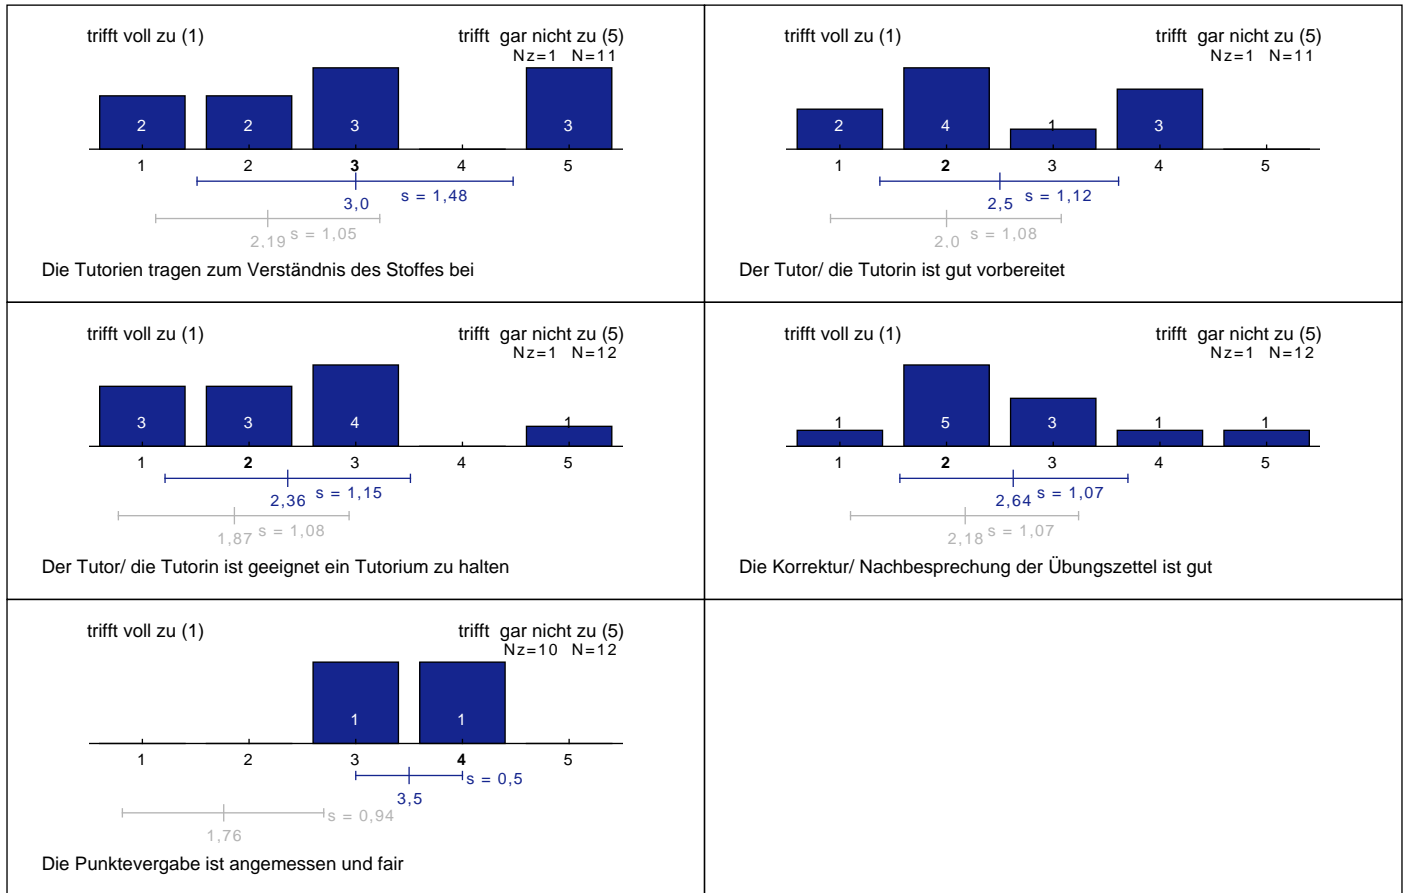 trifft voll zu (1) trifft gar nicht zu (5)
Nz=1 N=11
2 2 3 3
1 2 3 4 5
3,0 s = 1,48
2,19 s = 1,05
Die Tutorien tragen zum Verständnis des Stoffes bei
trifft voll zu (1) trifft gar nicht zu (5)
Nz=1 N=11
2 4 1 3
1 2 3 4 5
2,5 s = 1,12
2,0 s = 1,08
Der Tutor/ die Tutorin ist gut vorbereitet
trifft voll zu (1) trifft gar nicht zu (5)
Nz=1 N=12
3 3 4 1
1 2 3 4 5
2,36 s = 1,15
1,87 s = 1,08
Der Tutor/ die Tutorin ist geeignet ein Tutorium zu halten
trifft voll zu (1) trifft gar nicht zu (5)
Nz=1 N=12
1 5 3 1 1
1 2 3 4 5
2,64 s = 1,07
2,18 s = 1,07
Die Korrektur/ Nachbesprechung der Übungszettel ist gut
trifft voll zu (1) trifft gar nicht zu (5)
Nz=10 N=12
1 1
1 2 3 4 5
3,5 s = 0,5
1,76 s = 0,94
Die Punktevergabe ist angemessen und fair